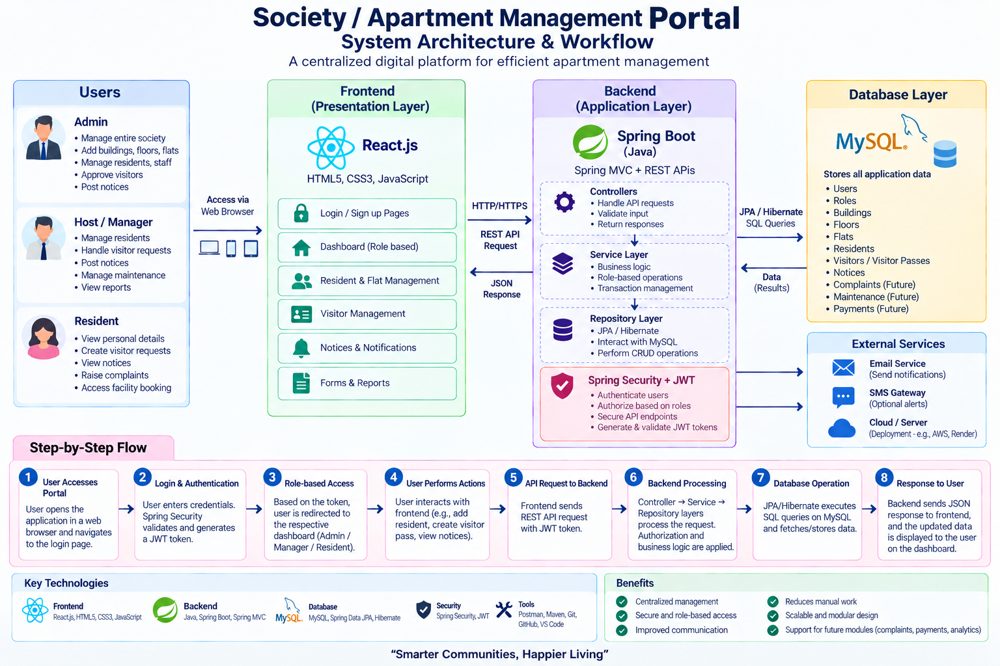 Society / Apartment Management Portal
System Architecture & Workflow
A centralized digital platform for efficient apartment management
Users
Admin
• Manage entire society
• Add buildings, floors, flats
• Manage residents, staff
• Approve visitors
• Post notices
Host / Manager
• Manage residents
• Handle visitor requests
• Post notices
• Manage maintenance
• View reports
Resident
• View personal details
• Create visitor requests
• View notices
• Raise complaints
• Access facility booking
Access via
Web Browser
Frontend
(Presentation Layer)
React.js
HTML5, CSS3, JavaScript
Login / Sign up Pages
Dashboard (Role based)
Resident & Flat Management
Visitor Management
Notices & Notifications
Forms & Reports
HTTP/HTTPS
REST API
Request
JSON
Response
Backend
(Application Layer)
Spring Boot
(Java)
Spring MVC + REST APIs
Controllers
• Handle API requests
• Validate input
• Return responses
Service Layer
• Business logic
• Role-based operations
• Transaction management
Repository Layer
• JPA / Hibernate
• Interact with MySQL
• Perform CRUD operations
Spring Security + JWT
• Authenticate users
• Authorize based on roles
• Secure API endpoints
• Generate & validate JWT tokens
JPA / Hibernate
SQL Queries
Data
(Results)
Database Layer
MySQL®
Stores all application data
• Users
• Roles
• Buildings
• Floors
• Flats
• Residents
• Visitors / Visitor Passes
• Notices
• Complaints (Future)
• Maintenance (Future)
• Payments (Future)
External Services
Email Service
(Send notifications)
SMS Gateway
(Optional alerts)
Cloud / Server
(Deployment - e.g., AWS, Render)
Step-by-Step Flow
1
User Accesses
Portal
User opens the
application in a web
browser and navigates
to the login page.
2
Login & Authentication
User enters credentials.
Spring Security
validates and generates
a JWT token.
3
Role-based Access
Based on the token,
user is redirected to
the respective
dashboard (Admin /
Manager / Resident).
4
User Performs Actions
User interacts with
frontend (e.g., add
resident, create visitor
pass, view notices).
5
API Request to Backend
Frontend sends
REST API request
with JWT token.
6
Backend Processing
Controller → Service →
Repository layers
process the request.
Authorization and
business logic are applied.
7
Database Operation
JPA/Hibernate executes
SQL queries on MySQL
and fetches/stores data.
8
Response to User
Backend sends JSON
response to frontend,
and the updated data
is displayed to the user
on the dashboard.
Key Technologies
Frontend
React.js, HTML5, CSS3, JavaScript
Backend
Java, Spring Boot, Spring MVC
MySQL
Database
MySQL, Spring Data JPA, Hibernate
Security
Spring Security, JWT
Tools
Postman, Maven, Git,
GitHub, VS Code
Benefits
Centralized management
Secure and role-based access
Improved communication
Reduces manual work
Scalable and modular design
Support for future modules (complaints, payments, analytics)
“Smarter Communities, Happier Living”